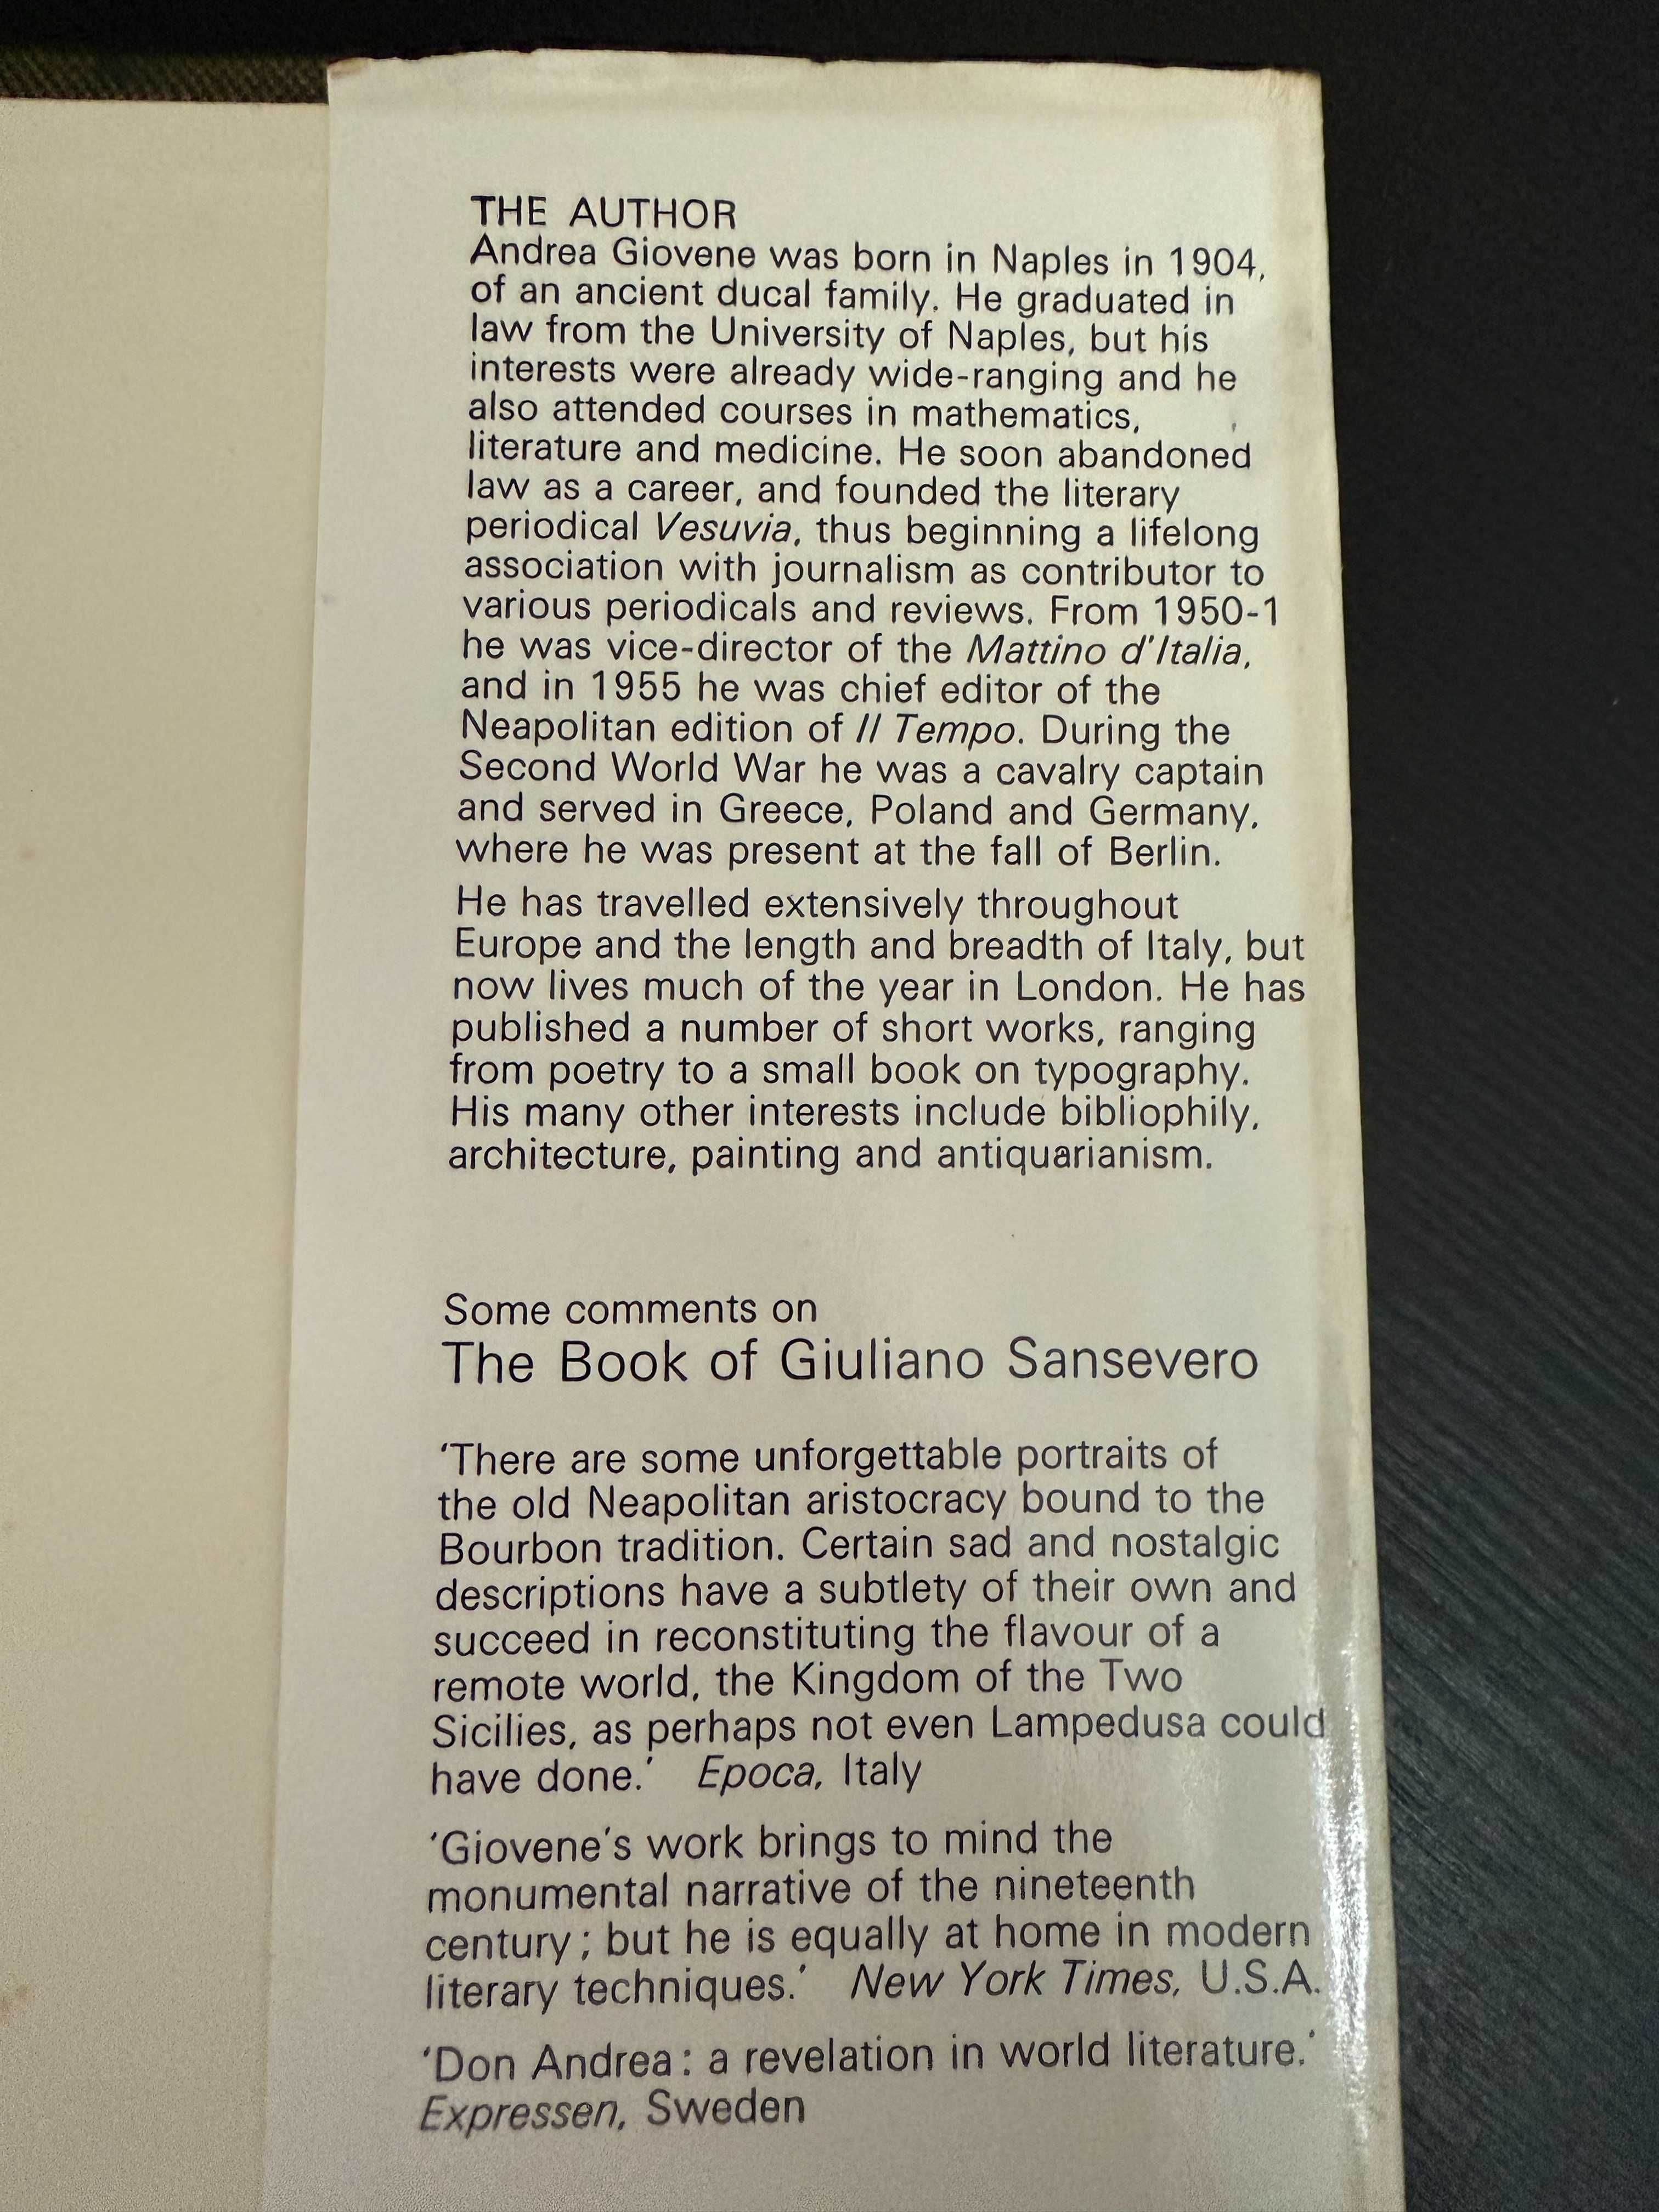 THE AUTHOR
Andrea Giovene was born in Naples in 1904,
of an ancient ducal family. He graduated in
law from the University of Naples, but his
interests were already wide-ranging and he
also attended courses in mathematics,
literature and medicine. He soon abandoned
law as a career, and founded the literary
periodical Vesuvia, thus beginning a lifelong
association with journalism as contributor to
various periodicals and reviews. From 1950-1
he was vice-director of the Mattino d'Italia,
and in 1955 he was chief editor of the
Neapolitan edition of Il Tempo. During the
Second World War he was a cavalry captain
and served in Greece, Poland and Germany,
where he was present at the fall of Berlin.
He has travelled extensively throughout
Europe and the length and breadth of Italy, but
now lives much of the year in London. He has
published a number of short works, ranging
from poetry to a small book on typography.
His many other interests include bibliophily,
architecture, painting and antiquarianism.
Some comments on
The Book of Giuliano Sansevero
‘There are some unforgettable portraits of
the old Neapolitan aristocracy bound to the
Bourbon tradition. Certain sad and nostalgic
descriptions have a subtlety of their own and
succeed in reconstituting the flavour of a
remote world, the Kingdom of the Two
Sicilies, as perhaps not even Lampedusa could
have done.’ Epoca, Italy
‘Giovene’s work brings to mind the
monumental narrative of the nineteenth
century; but he is equally at home in modern
literary techniques.’ New York Times, U.S.A.
‘Don Andrea: a revelation in world literature.’
Expressen, Sweden